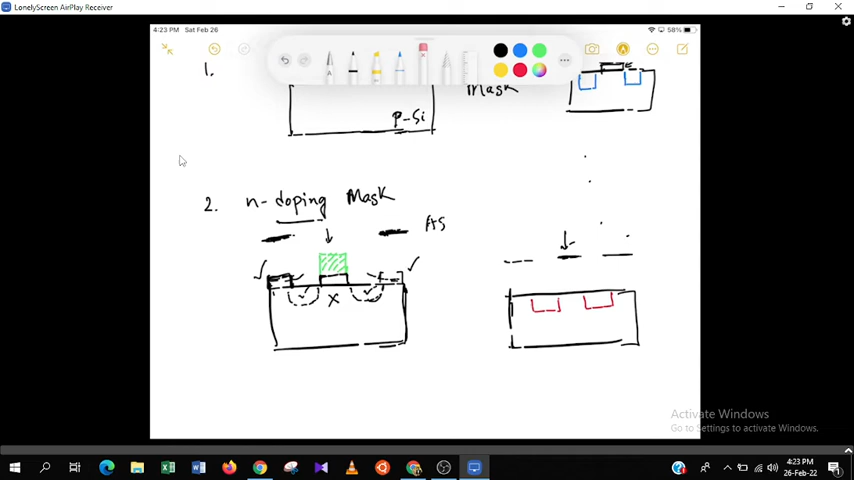 LonelyScreen AirPlay Receiver
4:23 PM Sat Feb 26
58%
1.
Mask
P-Si
2. n-doping Mask
AS
x
Activate Windows
Go to Settings to activate Windows.
4:23 PM
26-Feb-22